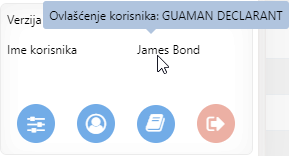 Verzija
Ovlašćenje korisnika: GUAMAN DECLARANT
Ime korisnika James Bond